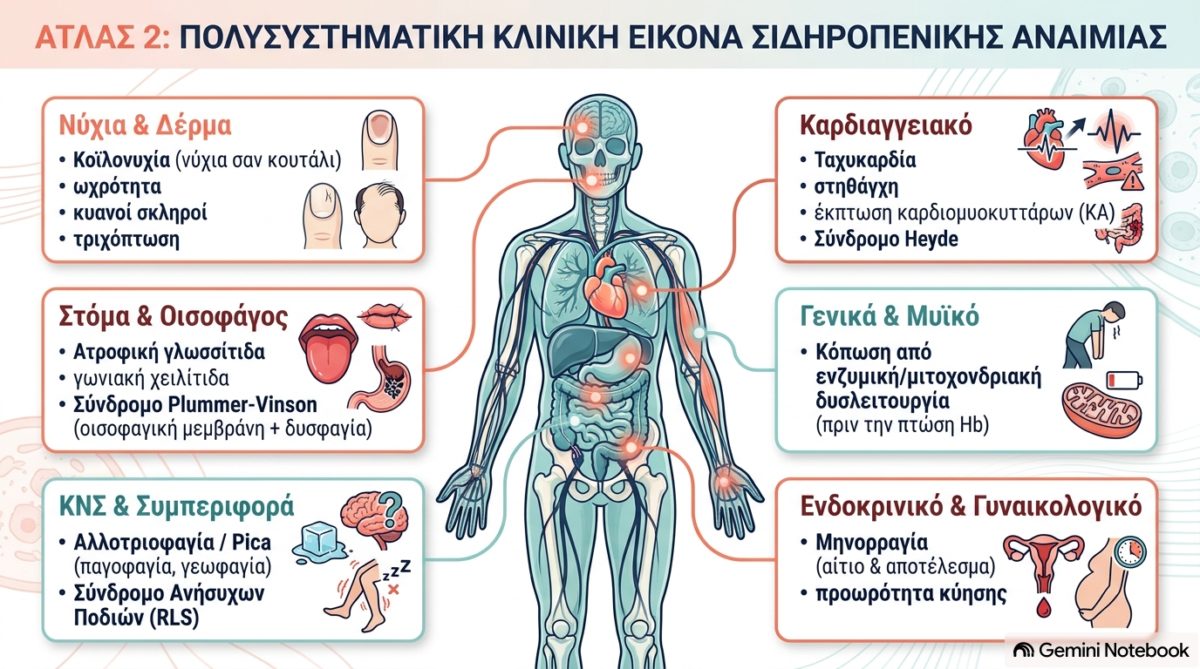 ΑΤΛΑΣ 2: ΠΟΛΥΣΥΣΤΗΜΑΤΙΚΗ ΚΛΙΝΙΚΗ ΕΙΚΟΝΑ ΣΙΔΗΡΟΠΕΝΙΚΗΣ ΑΝΑΙΜΙΑΣ
Νύχια & Δέρμα
• Κοϊλονυχία (νύχια σαν κουτάλι)
• ωχρότητα
• κυανοί σκληροί
• τριχόπτωση
Στόμα & Οισοφάγος
• Ατροφική γλωσσίτιδα
• γωνιακή χειλίτιδα
• Σύνδρομο Plummer-Vinson
(οισοφαγική μεμβράνη + δυσφαγία)
ΚΝΣ & Συμπεριφορά
• Αλλοτριοφαγία / Pica
(παγοφαγία, γεωφαγία)
• Σύνδρομο Ανήσυχων
Ποδιών (RLS)
?
zZZ
Καρδιαγγειακό
• Ταχυκαρδία
• στηθάγχη
• έκπτωση καρδιομυοκυττάρων (ΚΑ)
• Σύνδρομο Heyde
Γενικά & Μυϊκό
• Κόπωση από
ενζυμική/μιτοχονδριακή
δυσλειτουργία
(πριν την πτώση Hb)
Ενδοκρινικό & Γυναικολογικό
• Μηνορραγία
(αίτιο & αποτέλεσμα)
• προωρότητα κύησης
Gemini Notebook